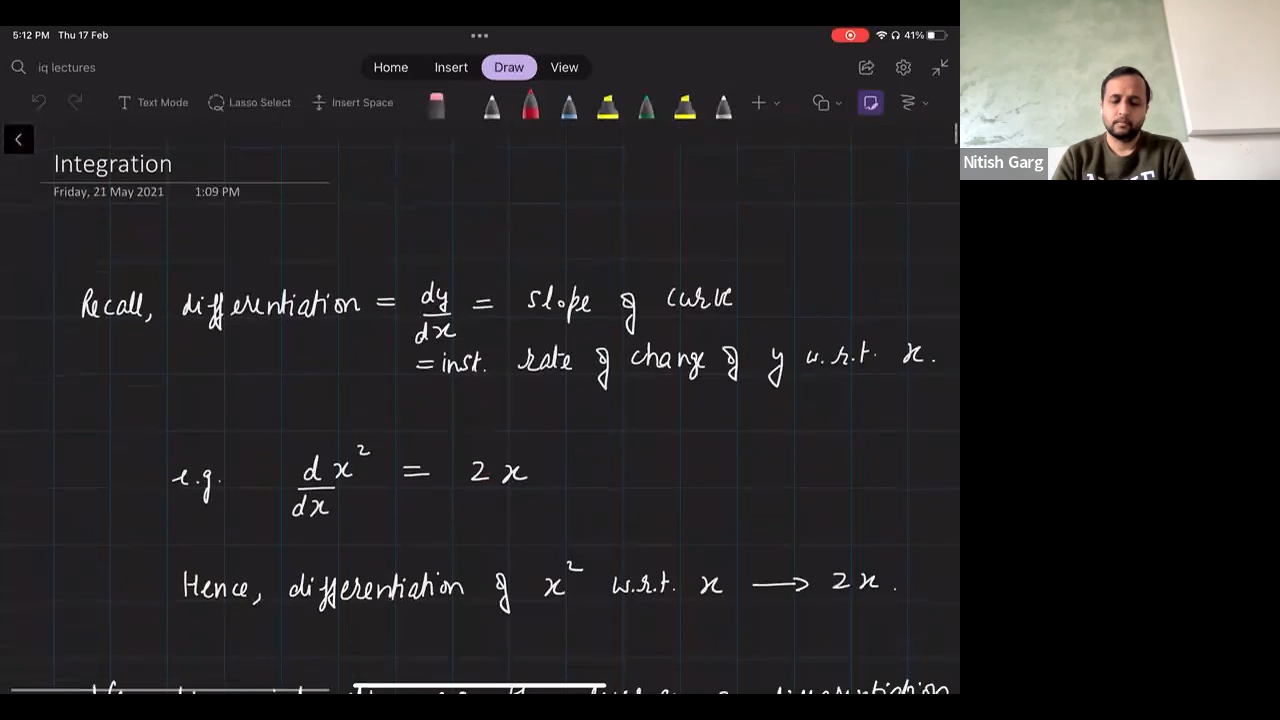 5:12 PM Thu 17 Feb
41%
iq lectures
Home Insert Draw View
Text Mode Lasso Select Insert Space
Nitish Garg
Integration
Friday, 21 May 2021 1:09 PM
Recall, differentiation = dy/dx = slope of curve
= inst. rate of change of y w.r.t. x.
e.g. d/dx x² = 2x
Hence, differentiation of x² w.r.t. x → 2x.
differentiation